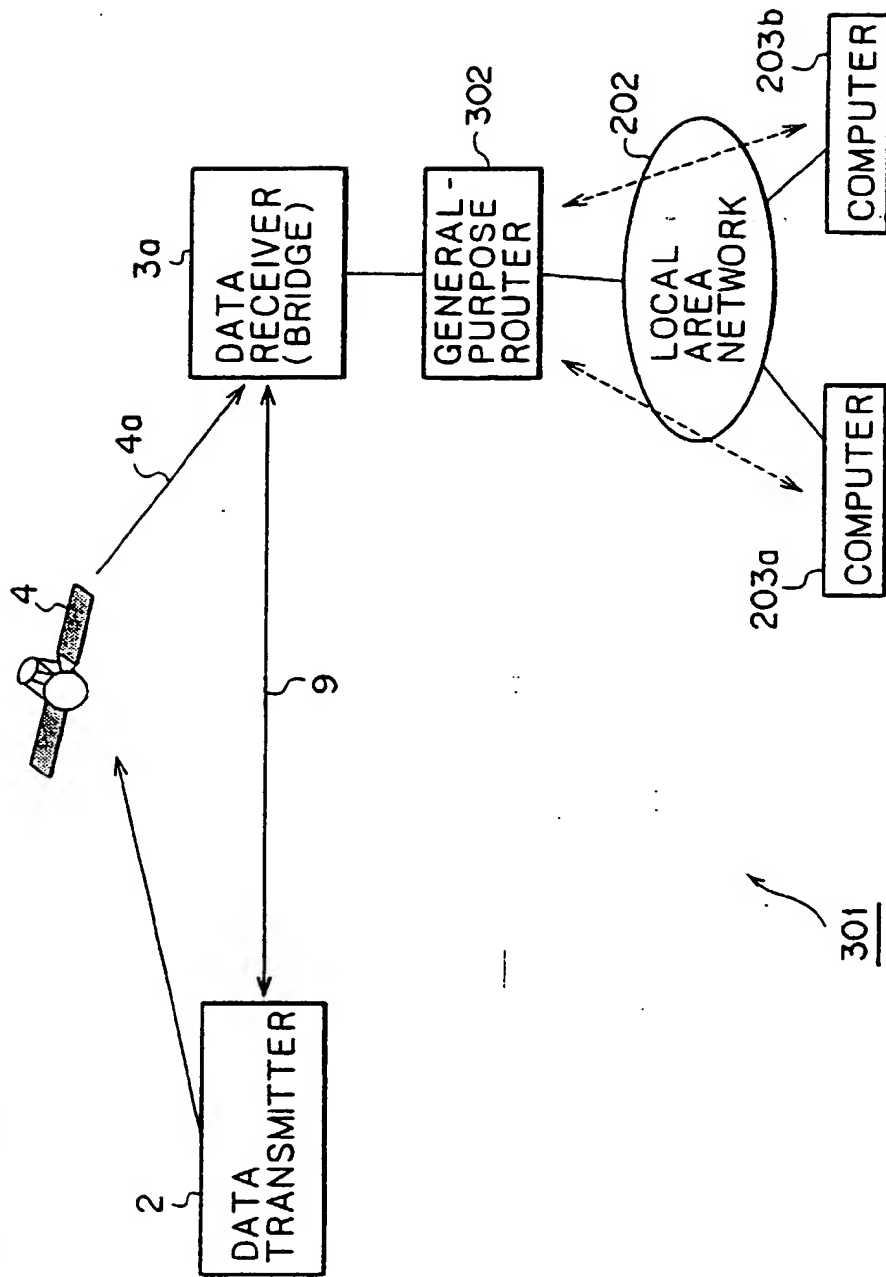 4
4a
3a
DATA
RECEIVER
(BRIDGE)
2
DATA
TRANSMITTER
9
302
GENERAL-
PURPOSE
ROUTER
202
LOCAL
AREA
NETWORK
203a
COMPUTER
203b
COMPUTER
301